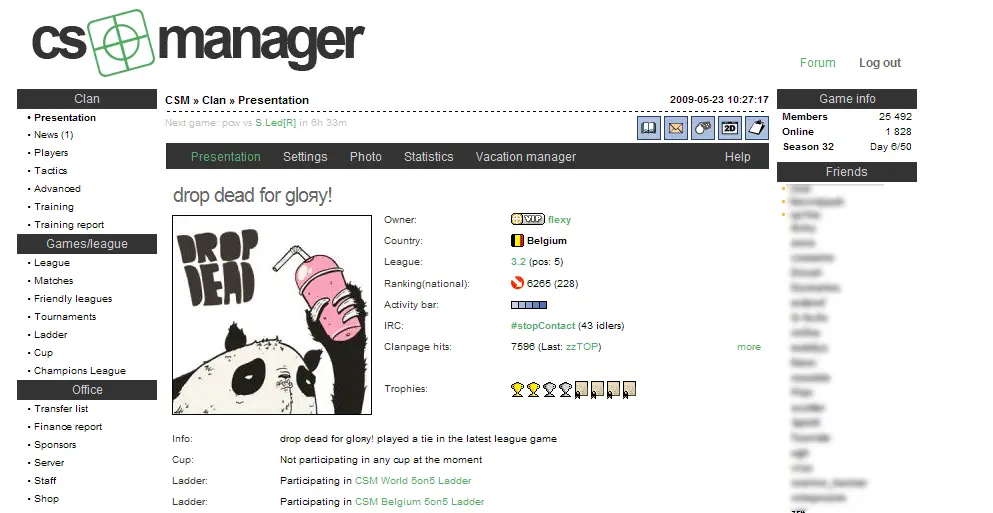 cs manager
Forum Log out
Clan
• Presentation
• News (1)
• Players
• Tactics
• Advanced
• Training
• Training report
Games/league
• League
• Matches
• Friendly leagues
• Tournaments
• Ladder
• Cup
• Champions League
Office
• Transfer list
• Finance report
• Sponsors
• Server
• Staff
• Shop
CSM » Clan » Presentation 2009-05-23 10:27:17
Next game: pcw vs S.Led[R] in 6h 33m
2D
Presentation Settings Photo Statistics Vacation manager Help
drop dead for gloяy!
DROP
DEAD
Owner: VIP flexy
Country: Belgium
League: 3.2 (pos: 5)
Ranking(national): 6265 (228)
Activity bar:
IRC: #stopContact (43 idlers)
Clanpage hits: 7596 (Last: zzTOP) more
Trophies:
Info: drop dead for gloяy! played a tie in the latest league game
Cup: Not participating in any cup at the moment
Ladder: Participating in CSM World 5on5 Ladder
Ladder: Participating in CSM Belgium 5on5 Ladder
Game info
Members 25 492
Online 1 828
Season 32 Day 6/50
Friends